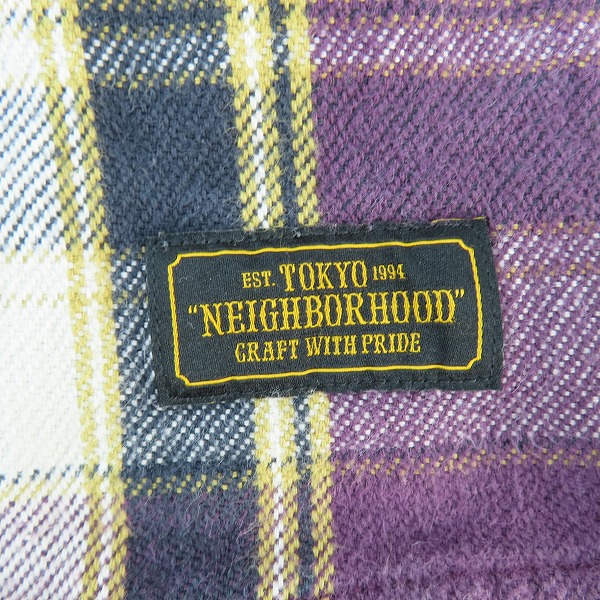 EST. TOKYO 1994
"NEIGHBORHOOD"
CRAFT WITH PRIDE